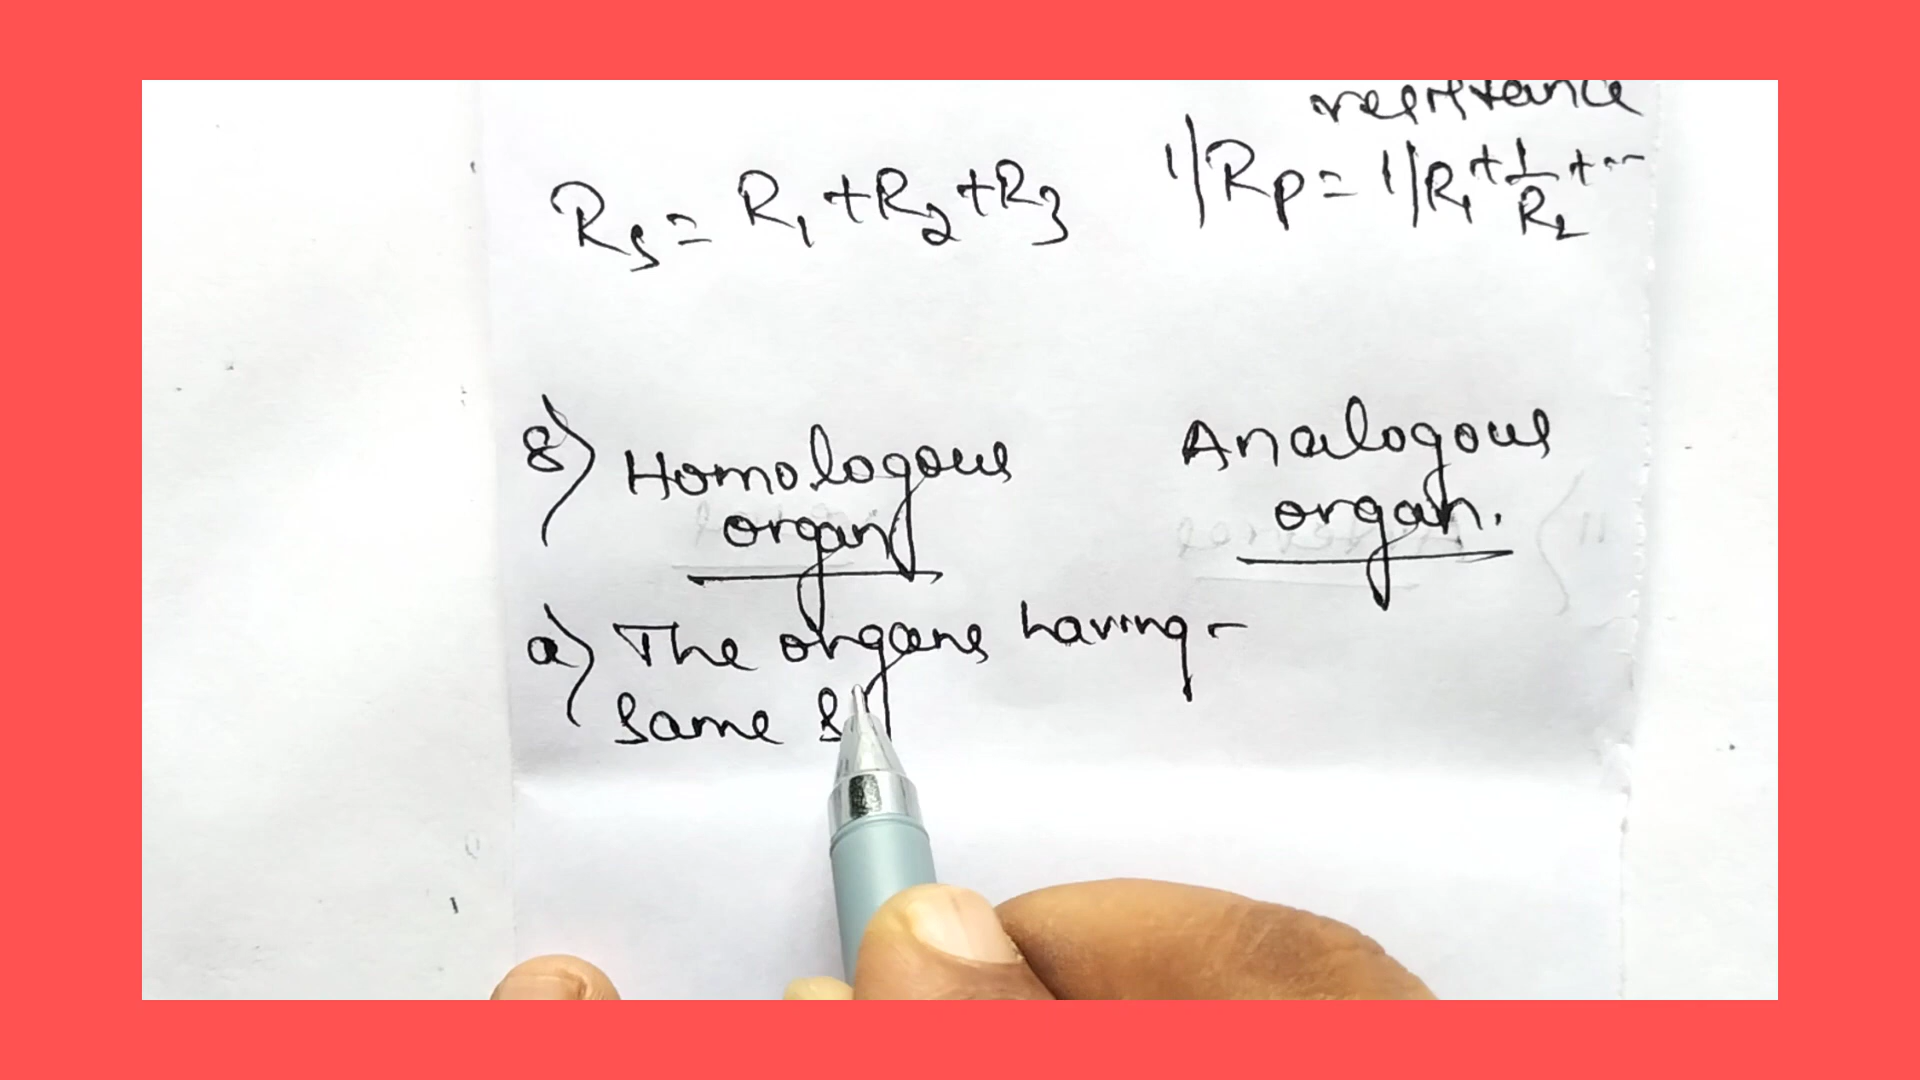 resistance
Rs = R1 + R2 + R3
1/Rp = 1/R1 + 1/R2 + ...
8) Homologous
organ
Analogous
organ.
a) The organs having -
same